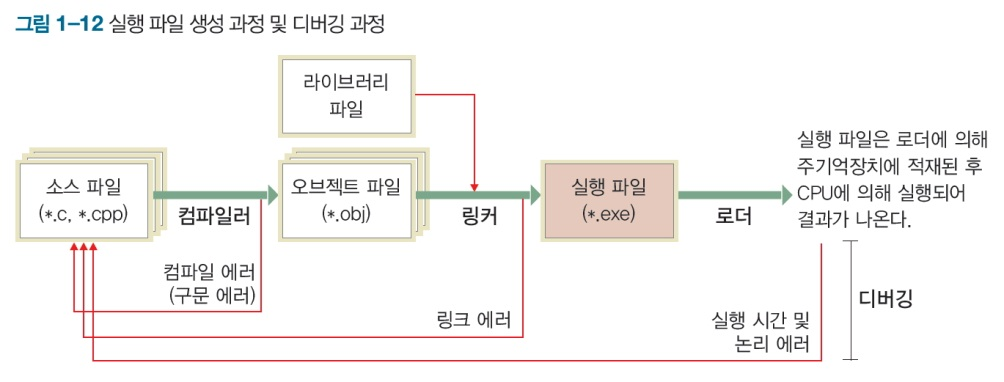 그림 1-12 실행 파일 생성 과정 및 디버깅 과정
라이브러리
파일
소스 파일
(*.c, *.cpp)
컴파일러
오브젝트 파일
(*.obj)
링커
실행 파일
(*.exe)
로더
실행 파일은 로더에 의해
주기억장치에 적재된 후
CPU에 의해 실행되어
결과가 나온다.
컴파일 에러
(구문 에러)
링크 에러
실행 시간 및
논리 에러
디버깅